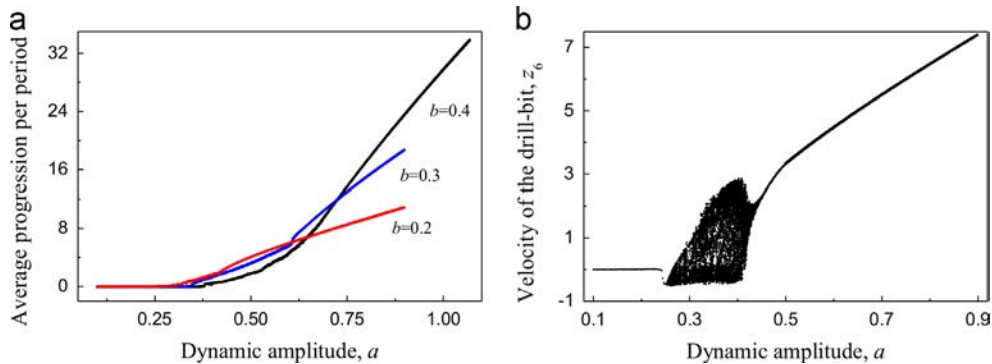 a
Average progression per period
32
24
16
8
0
b=0.4
b=0.3
b=0.2
0.25 0.50 0.75 1.00
Dynamic amplitude, a
b
Velocity of the drill-bit, z6
7
5
3
1
-1
0.1 0.3 0.5 0.7 0.9
Dynamic amplitude, a